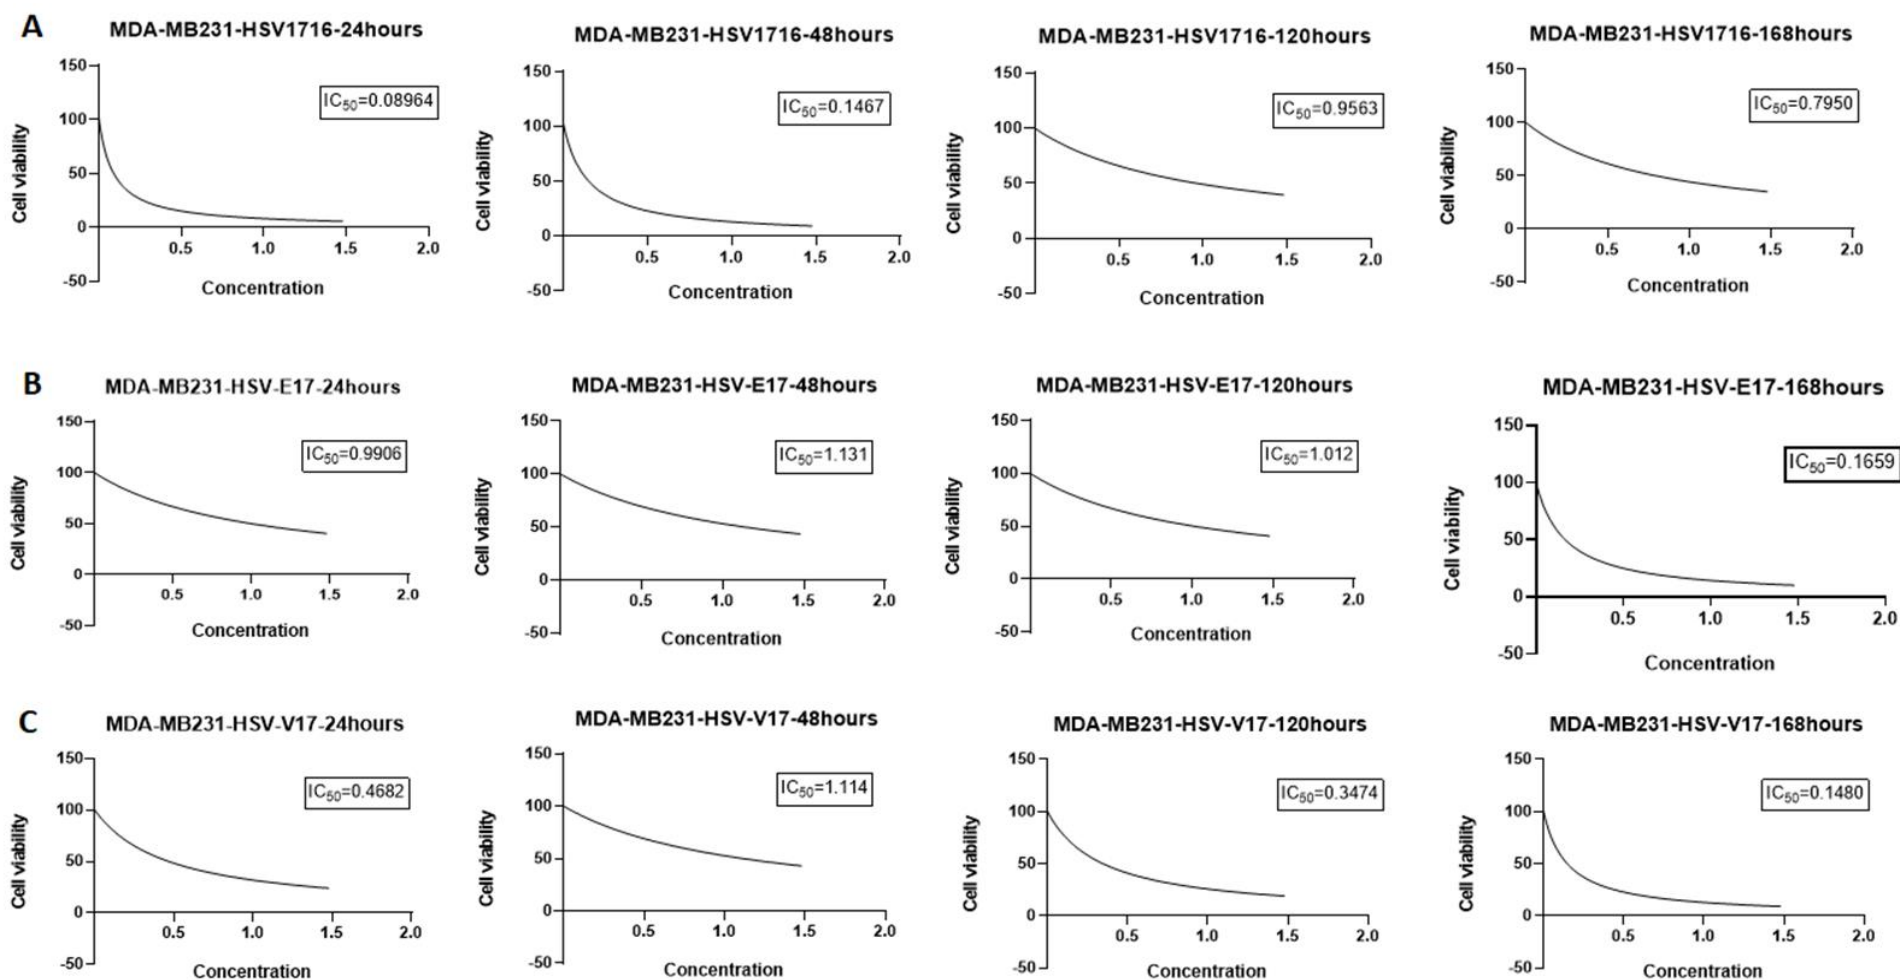 A
MDA-MB231-HSV1716-24hours
150
100
50
0
-50
0.5 1.0 1.5 2.0
Cell viability
Concentration
IC50=0.08964
MDA-MB231-HSV1716-48hours
150
100
50
0
-50
0.5 1.0 1.5 2.0
Cell viability
Concentration
IC50=0.1467
MDA-MB231-HSV1716-120hours
150
100
50
0
-50
0.5 1.0 1.5 2.0
Cell viability
Concentration
IC50=0.9563
MDA-MB231-HSV1716-168hours
150
100
50
0
-50
0.5 1.0 1.5 2.0
Cell viability
Concentration
IC50=0.7950
B
MDA-MB231-HSV-E17-24hours
150
100
50
0
-50
0.5 1.0 1.5 2.0
Cell viability
Concentration
IC50=0.9906
MDA-MB231-HSV-E17-48hours
150
100
50
0
-50
0.5 1.0 1.5 2.0
Cell viability
Concentration
IC50=1.131
MDA-MB231-HSV-E17-120hours
150
100
50
0
-50
0.5 1.0 1.5 2.0
Cell viability
Concentration
IC50=1.012
MDA-MB231-HSV-E17-168hours
150
100
50
0
-50
0.5 1.0 1.5 2.0
Cell viability
Concentration
IC50=0.1659
C
MDA-MB231-HSV-V17-24hours
150
100
50
0
-50
0.5 1.0 1.5 2.0
Cell viability
Concentration
IC50=0.4682
MDA-MB231-HSV-V17-48hours
150
100
50
0
-50
0.5 1.0 1.5 2.0
Cell viability
Concentration
IC50=1.114
MDA-MB231-HSV-V17-120hours
150
100
50
0
-50
0.5 1.0 1.5 2.0
Cell viability
Concentration
IC50=0.3474
MDA-MB231-HSV-V17-168hours
150
100
50
0
-50
0.5 1.0 1.5 2.0
Cell viability
Concentration
IC50=0.1480